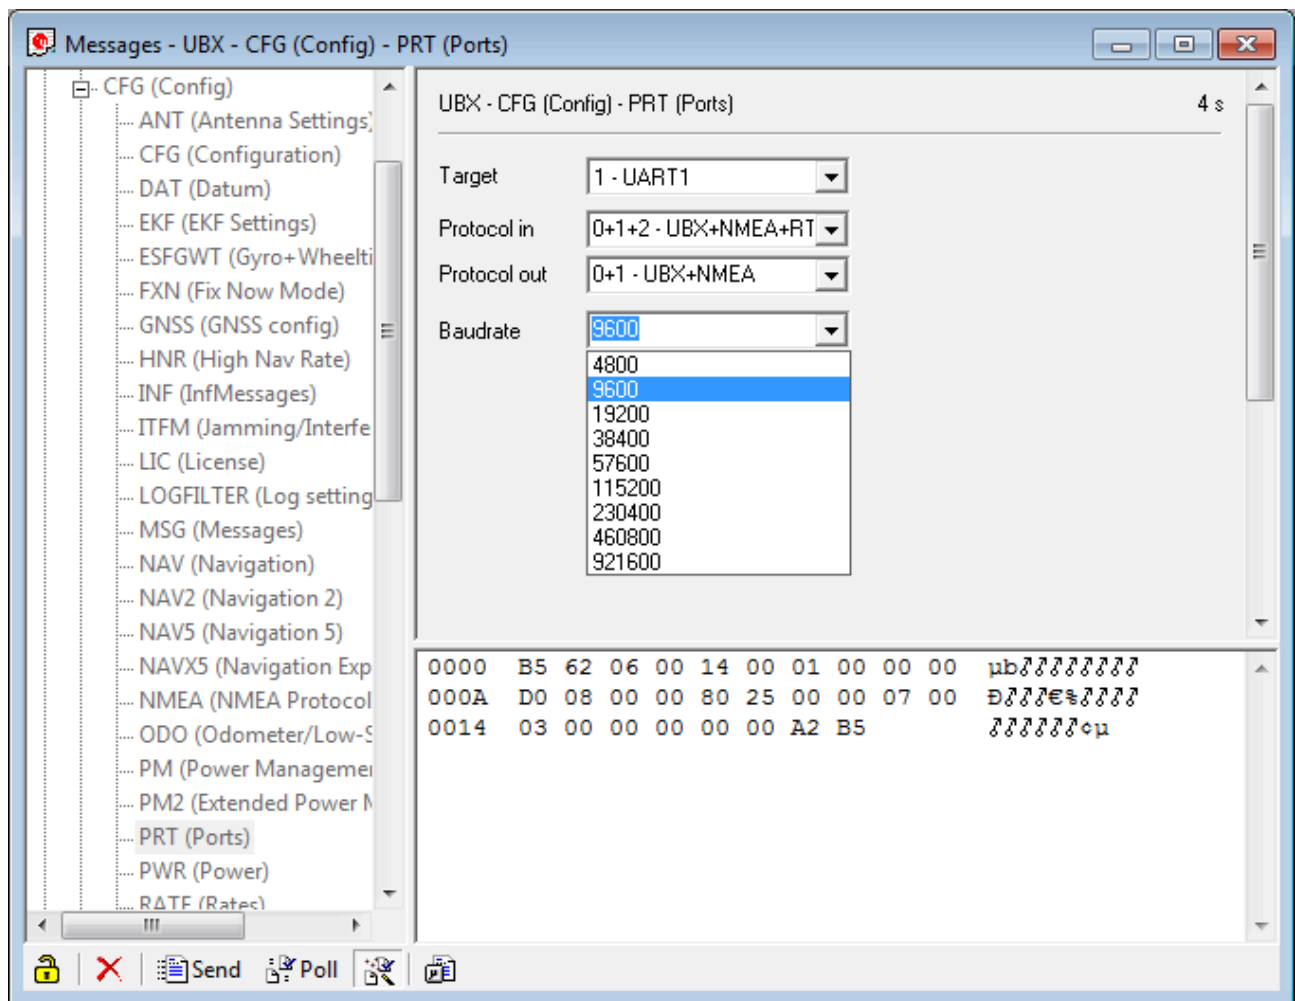 Messages - UBX - CFG (Config) - PRT (Ports)
CFG (Config)
ANT (Antenna Settings)
CFG (Configuration)
DAT (Datum)
EKF (EKF Settings)
ESFGWT (Gyro+Wheelti
FXN (Fix Now Mode)
GNSS (GNSS config)
HNR (High Nav Rate)
INF (InfMessages)
ITFM (Jamming/Interfe
LIC (License)
LOGFILTER (Log setting
MSG (Messages)
NAV (Navigation)
NAV2 (Navigation 2)
NAV5 (Navigation 5)
NAVX5 (Navigation Exp
NMEA (NMEA Protocol
ODO (Odometer/Low-S
PM (Power Managemen
PM2 (Extended Power M
PRT (Ports)
PWR (Power)
RATE (Rates)
UBX - CFG (Config) - PRT (Ports) 4 s
Target 1 - UART1
Protocol in 0+1+2 - UBX+NMEA+RT
Protocol out 0+1 - UBX+NMEA
Baudrate 9600
4800
9600
19200
38400
57600
115200
230400
460800
921600
0000 B5 62 06 00 14 00 01 00 00 00 µb
000A D0 08 00 00 80 25 00 00 07 00 Ð €%
0014 03 00 00 00 00 00 A2 B5 ¢µ
Send Poll